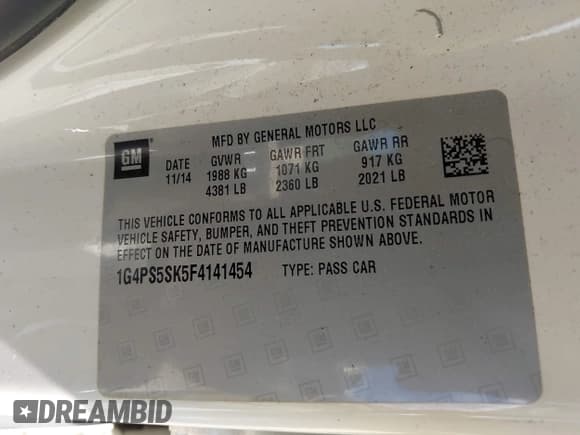 MFD BY GENERAL MOTORS LLC
GM DATE GVWR GAWR FRT GAWR RR
11/14 1988 KG 1071 KG 917 KG
4381 LB 2360 LB 2021 LB
THIS VEHICLE CONFORMS TO ALL APPLICABLE U.S. FEDERAL MOTOR
VEHICLE SAFETY, BUMPER, AND THEFT PREVENTION STANDARDS IN
EFFECT ON THE DATE OF MANUFACTURE SHOWN ABOVE.
1G4PS5SK5F4141454 TYPE: PASS CAR
DREAMBID